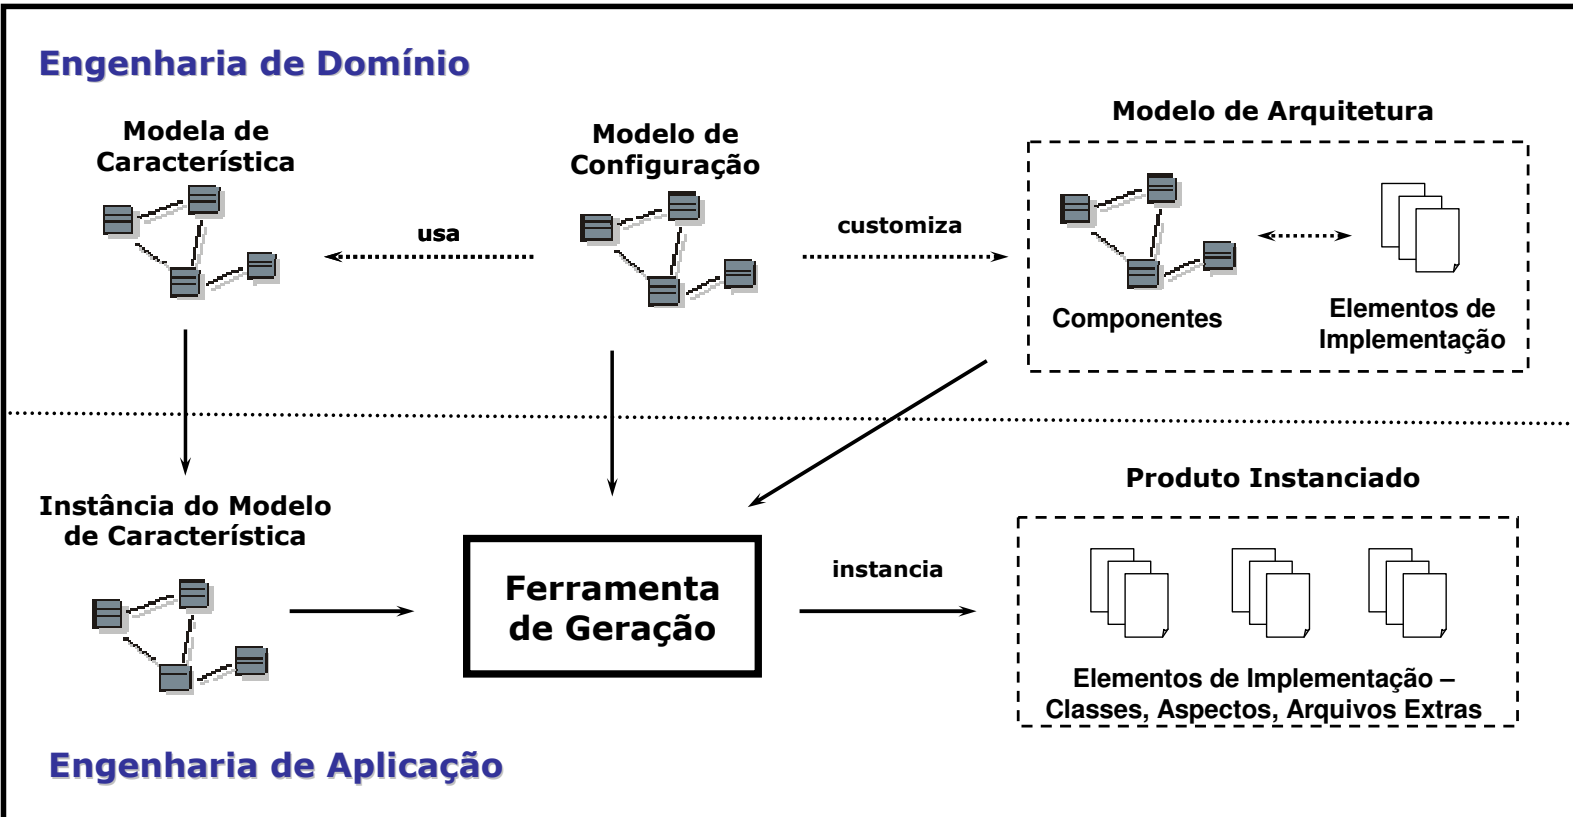 Engenharia de Domínio
Modela de
Característica
Modelo de
Configuração
Modelo de Arquitetura
usa
customiza
Componentes
Elementos de
Implementação
Instância do Modelo
de Característica
Ferramenta
de Geração
instancia
Produto Instanciado
Elementos de Implementação –
Classes, Aspectos, Arquivos Extras
Engenharia de Aplicação